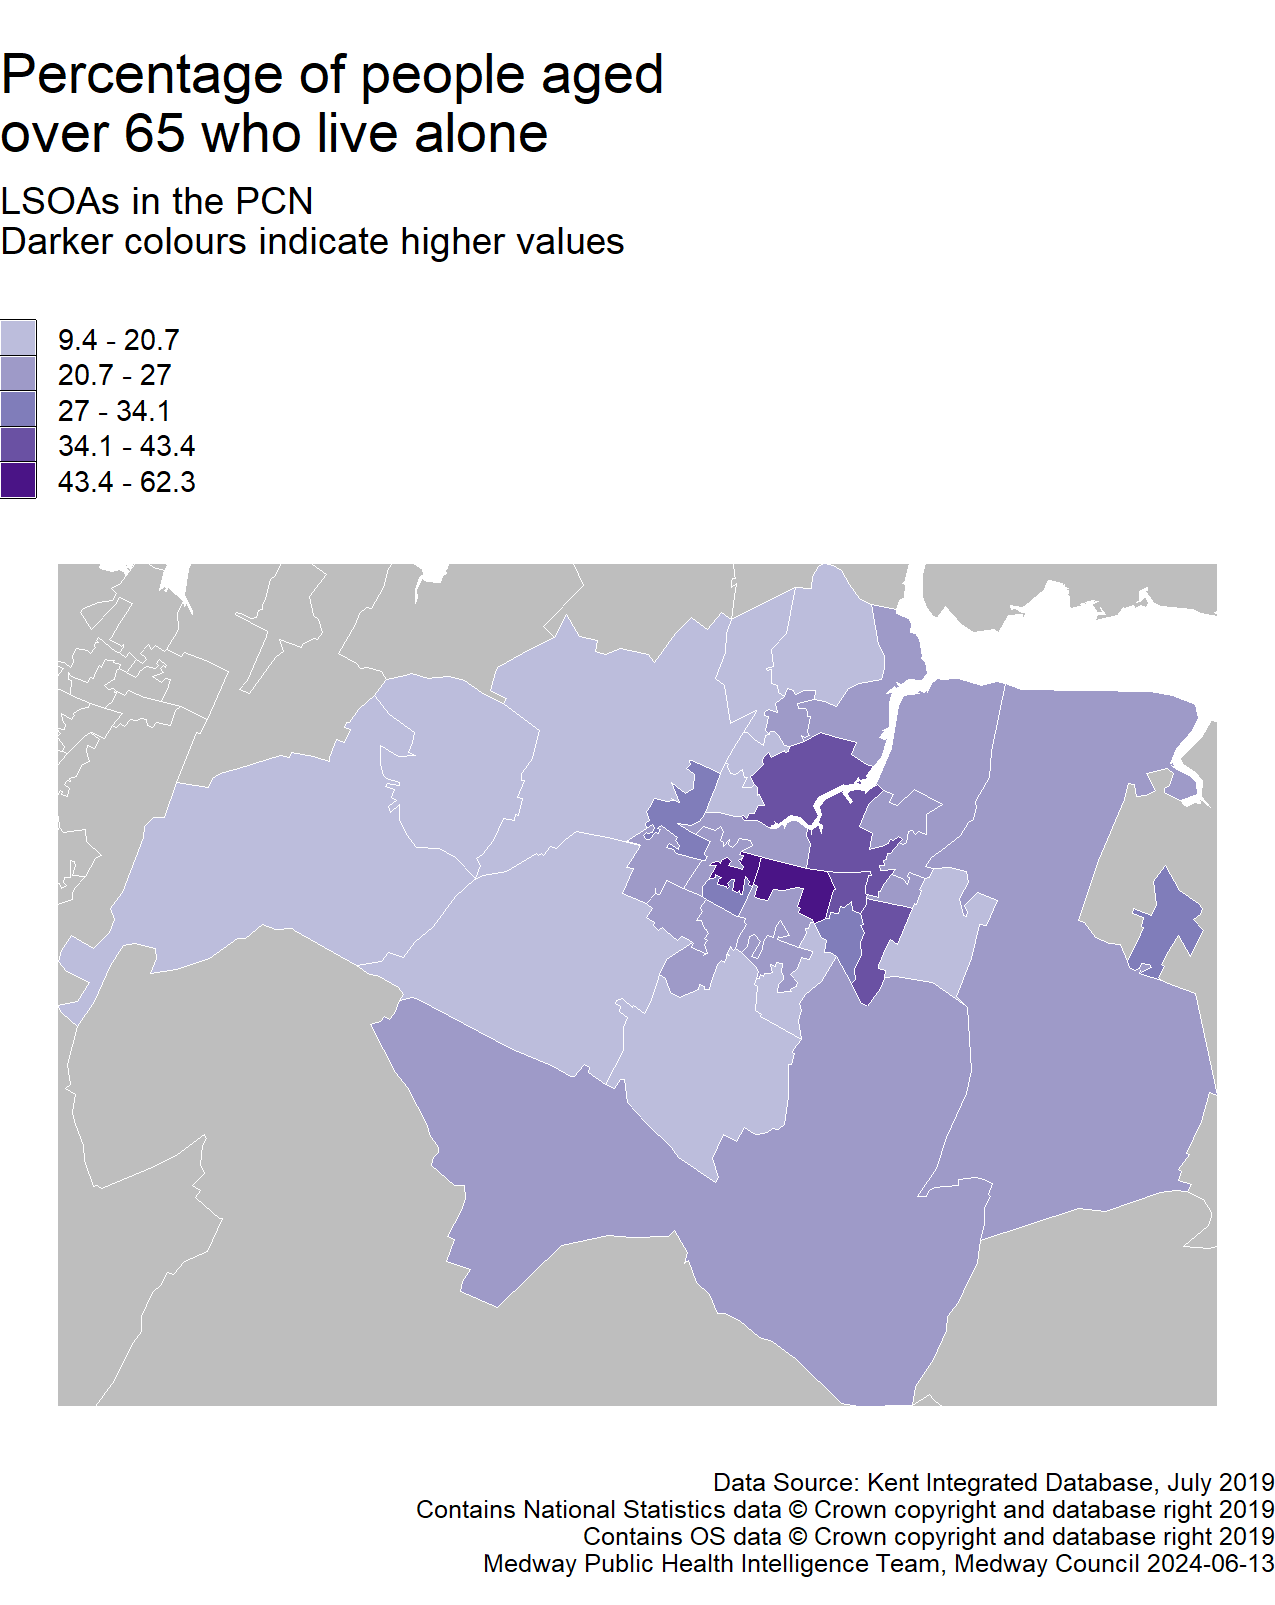 Percentage of people aged
over 65 who live alone
LSOAs in the PCN
Darker colours indicate higher values
9.4 - 20.7
20.7 - 27
27 - 34.1
34.1 - 43.4
43.4 - 62.3
Data Source: Kent Integrated Database, July 2019
Contains National Statistics data © Crown copyright and database right 2019
Contains OS data © Crown copyright and database right 2019
Medway Public Health Intelligence Team, Medway Council 2024-06-13